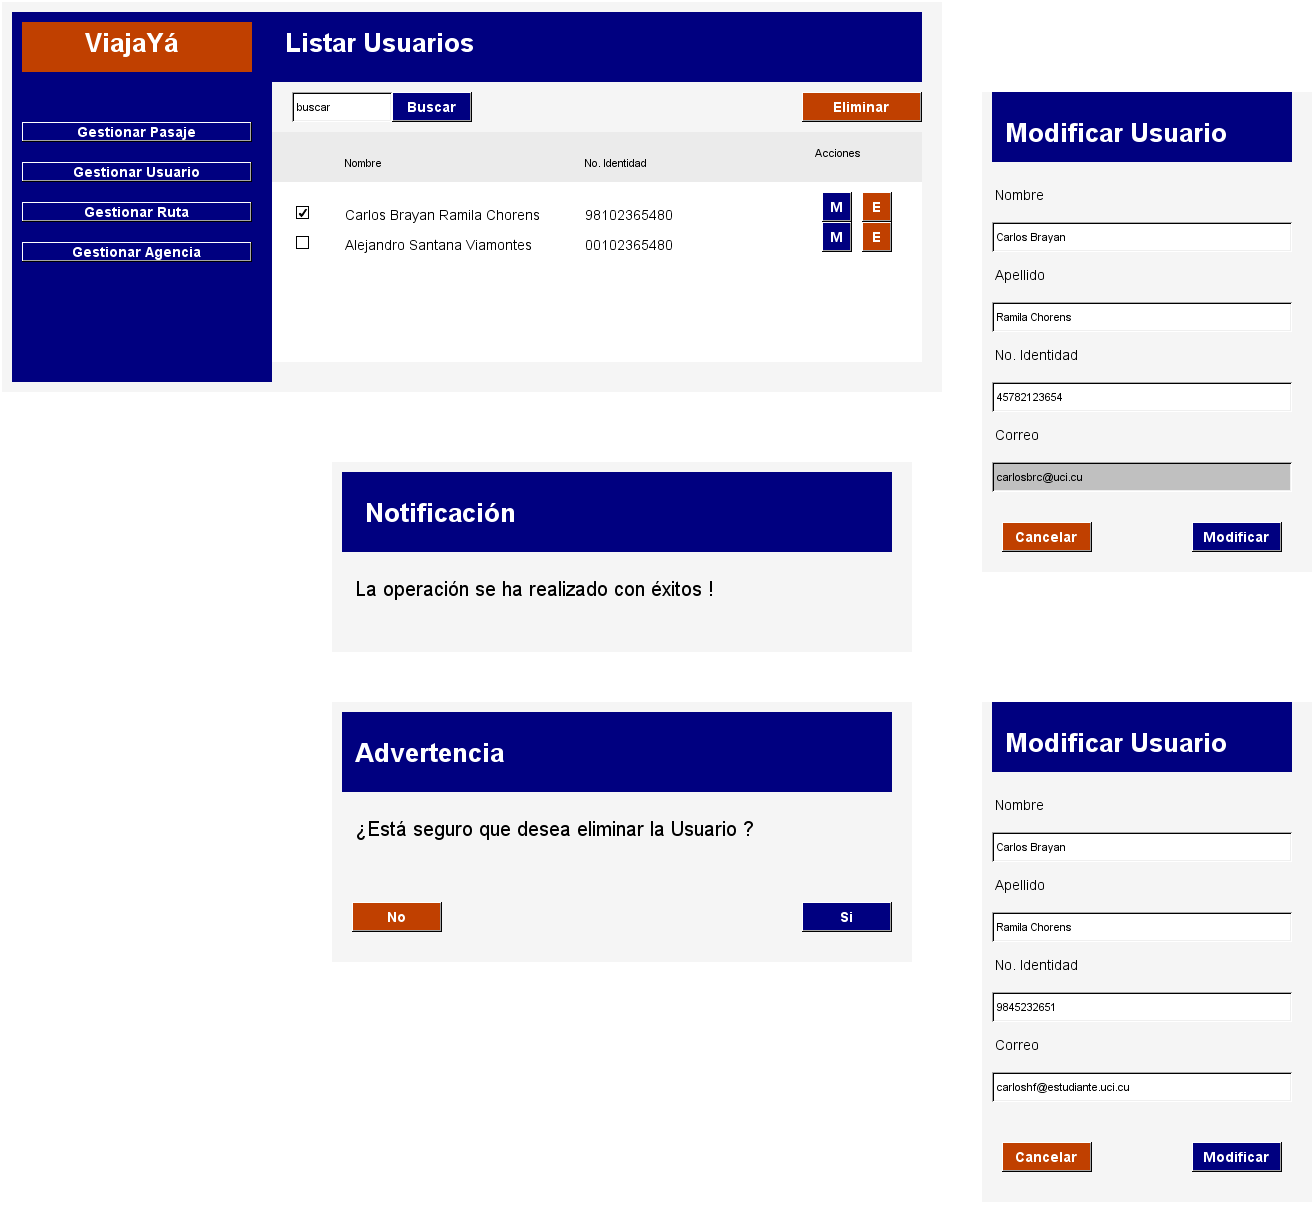 ViajaYá
Listar Usuarios
buscar Buscar Eliminar
Gestionar Pasaje
Gestionar Usuario
Gestionar Ruta
Gestionar Agencia
Nombre No. Identidad Acciones
Carlos Brayan Ramila Chorens 98102365480 M E
Alejandro Santana Viamontes 00102365480 M E
Modificar Usuario
Nombre
Carlos Brayan
Apellido
Ramila Chorens
No. Identidad
45782123654
Correo
carlosbrc@uci.cu
Cancelar Modificar
Notificación
La operación se ha realizado con éxitos !
Advertencia
¿Está seguro que desea eliminar la Usuario ?
No Si
Modificar Usuario
Nombre
Carlos Brayan
Apellido
Ramila Chorens
No. Identidad
9845232651
Correo
carloshf@estudiante.uci.cu
Cancelar Modificar